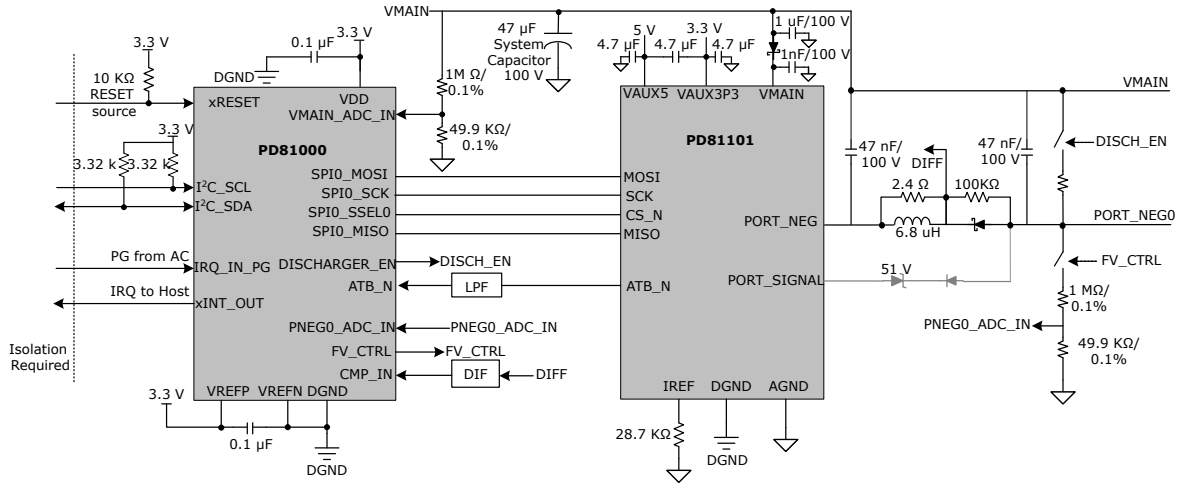 VMAIN
3.3 V
0.1 µF
3.3 V
DGND
10 KΩ
RESET
source
xRESET
VDD
VMAIN_ADC_IN
1M Ω/
0.1%
49.9 KΩ/
0.1%
47 µF
System
Capacitor
100 V
5 V
3.3 V
4.7 µF
4.7 µF
4.7 µF
1 uF/100 V
1nF/100 V
VAUX5
VAUX3P3
VMAIN
VMAIN
PD81000
PD81101
3.3 V
3.32 k
3.32 k
I²C_SCL
I²C_SDA
SPI0_MOSI
SPI0_SCK
SPI0_SSEL0
SPI0_MISO
MOSI
SCK
CS_N
MISO
47 nF/
100 V
DIFF
47 nF/
100 V
DISCH_EN
2.4 Ω
100KΩ
6.8 uH
PORT_NEG
PORT_NEG0
PG from AC
IRQ_IN_PG
DISCHARGER_EN
DISCH_EN
IRQ to Host
xINT_OUT
ATB_N
LPF
ATB_N
PORT_SIGNAL
51 V
FV_CTRL
1 MΩ/
0.1%
PNEG0_ADC_IN
49.9 KΩ/
0.1%
PNEG0_ADC_IN
PNEG0_ADC_IN
FV_CTRL
FV_CTRL
CMP_IN
DIF
DIFF
Isolation
Required
3.3 V
VREFP
VREFN
DGND
0.1 µF
DGND
IREF
DGND
AGND
28.7 KΩ
DGND